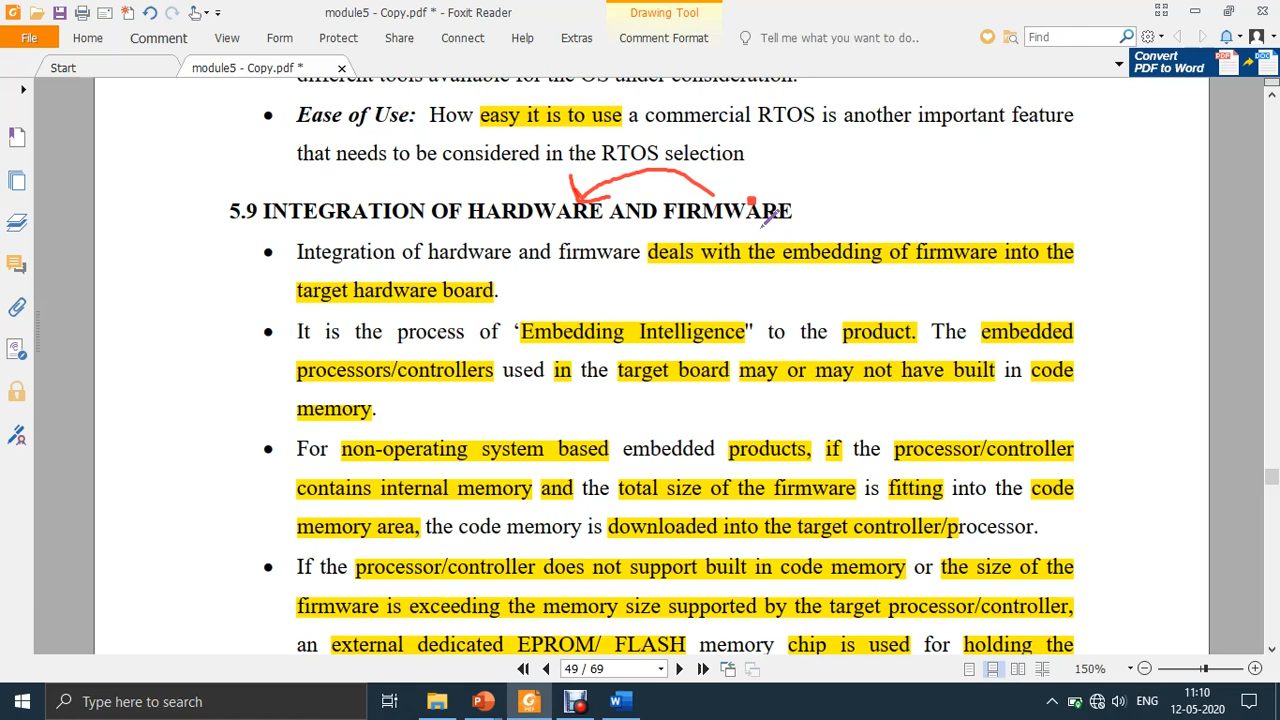 module5 - Copy.pdf * - Foxit Reader
Drawing Tool
File Home Comment View Form Protect Share Connect Extras Help Comment Format Tell me what you want to do.. Find
Start module5 - Copy.pdf * Convert PDF to Word
different tools available for the OS under consideration.
• Ease of Use: How easy it is to use a commercial RTOS is another important feature
that needs to be considered in the RTOS selection
5.9 INTEGRATION OF HARDWARE AND FIRMWARE
• Integration of hardware and firmware deals with the embedding of firmware into the
target hardware board.
• It is the process of ‘Embedding Intelligence" to the product. The embedded
processors/controllers used in the target board may or may not have built in code
memory.
• For non-operating system based embedded products, if the processor/controller
contains internal memory and the total size of the firmware is fitting into the code
memory area, the code memory is downloaded into the target controller/processor.
• If the processor/controller does not support built in code memory or the size of the
firmware is exceeding the memory size supported by the target processor/controller,
an external dedicated EPROM/ FLASH memory chip is used for holding the
49 / 69 150%
Type here to search ENG 11:10
12-05-2020